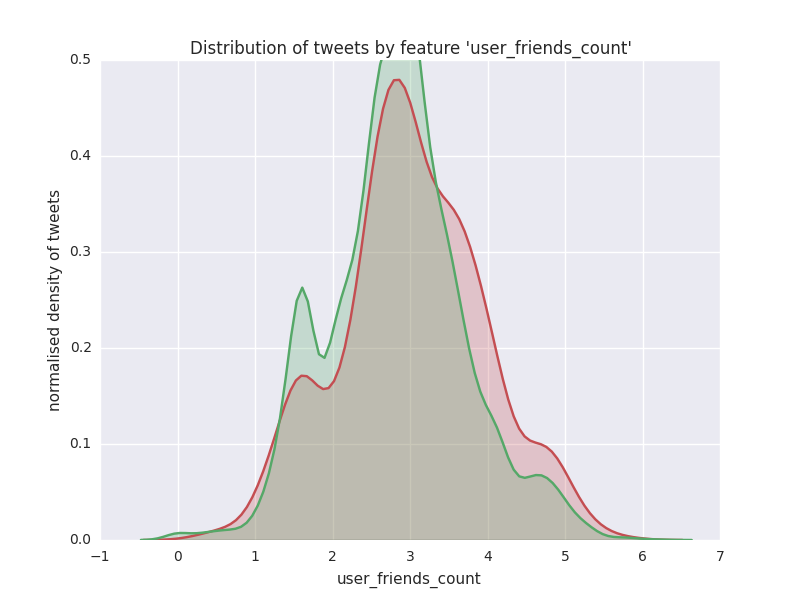 Distribution of tweets by feature 'user_friends_count'
0.5
0.4
0.3
0.2
0.1
0.0
normalised density of tweets
−1 0 1 2 3 4 5 6 7
user_friends_count